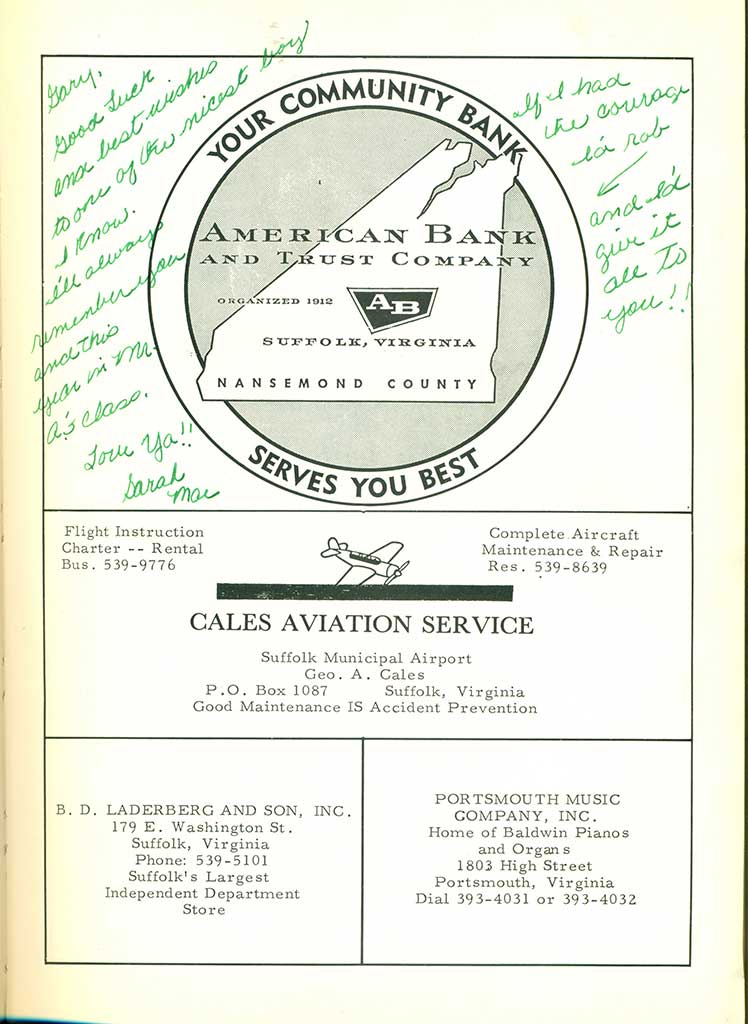 Gary,
Good Luck
and best wishes
to one of the nicest boys
I know.
I'll always
remember you
and this
year in Mr.
A's class.
Love Ya!!
Sarah
Mae
If I had
the courage
I'd rob
and I'd
give it
all To
you!!
YOUR COMMUNITY BANK
AMERICAN BANK
AND TRUST COMPANY
ORGANIZED 1912
AB
SUFFOLK, VIRGINIA
NANSEMOND COUNTY
SERVES YOU BEST
Flight Instruction
Charter -- Rental
Bus. 539-9776
Complete Aircraft
Maintenance & Repair
Res. 539-8639
CALES AVIATION SERVICE
Suffolk Municipal Airport
Geo. A. Cales
P.O. Box 1087 Suffolk, Virginia
Good Maintenance IS Accident Prevention
B. D. LADERBERG AND SON, INC.
179 E. Washington St.
Suffolk, Virginia
Phone: 539-5101
Suffolk's Largest
Independent Department
Store
PORTSMOUTH MUSIC
COMPANY, INC.
Home of Baldwin Pianos
and Organs
1803 High Street
Portsmouth, Virginia
Dial 393-4031 or 393-4032